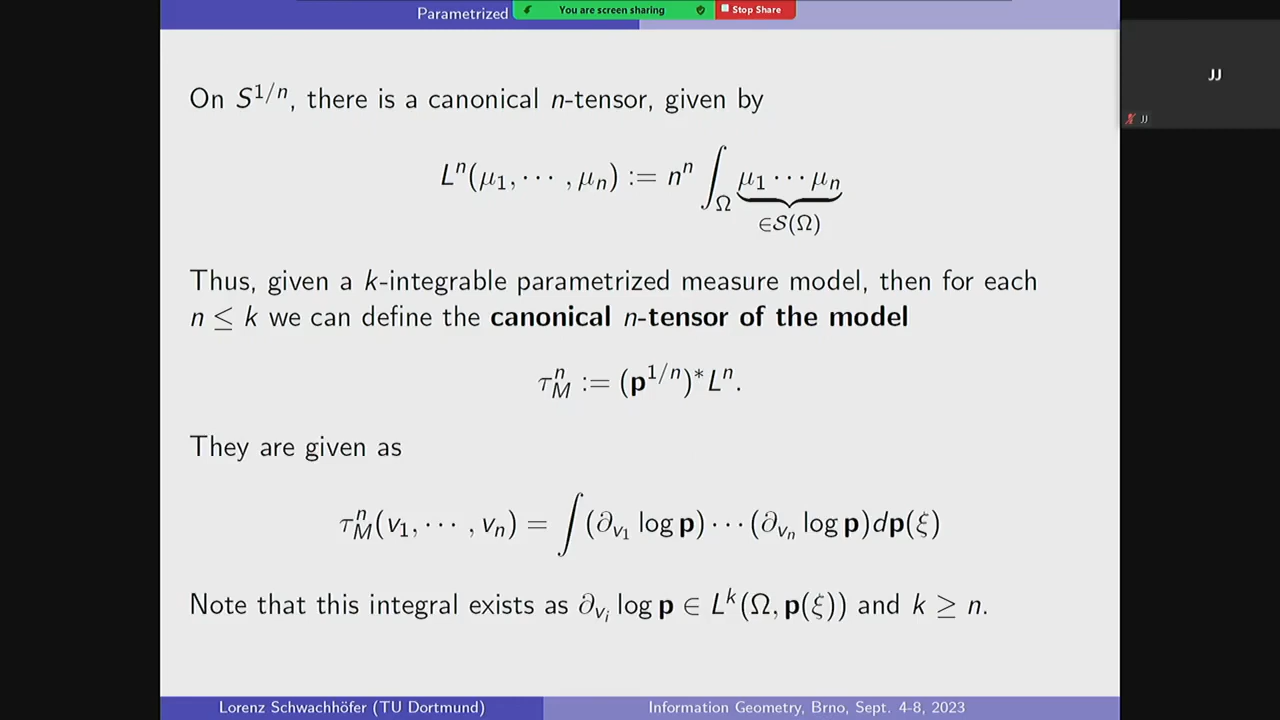 Parametrized
You are screen sharing
Stop Share
JJ
JJ
On S^{1/n}, there is a canonical n-tensor, given by
L^n(μ_1, ⋯ , μ_n) := n^n ∫_Ω μ_1 ⋯ μ_n
∈S(Ω)
Thus, given a k-integrable parametrized measure model, then for each
n ≤ k we can define the canonical n-tensor of the model
τ^n_M := (p^{1/n})^* L^n.
They are given as
τ^n_M(v_1, ⋯ , v_n) = ∫ (∂_{v_1} log p) ⋯ (∂_{v_n} log p)dp(ξ)
Note that this integral exists as ∂_{v_i} log p ∈ L^k(Ω, p(ξ)) and k ≥ n.
Lorenz Schwachhöfer (TU Dortmund)
Information Geometry, Brno, Sept. 4-8, 2023